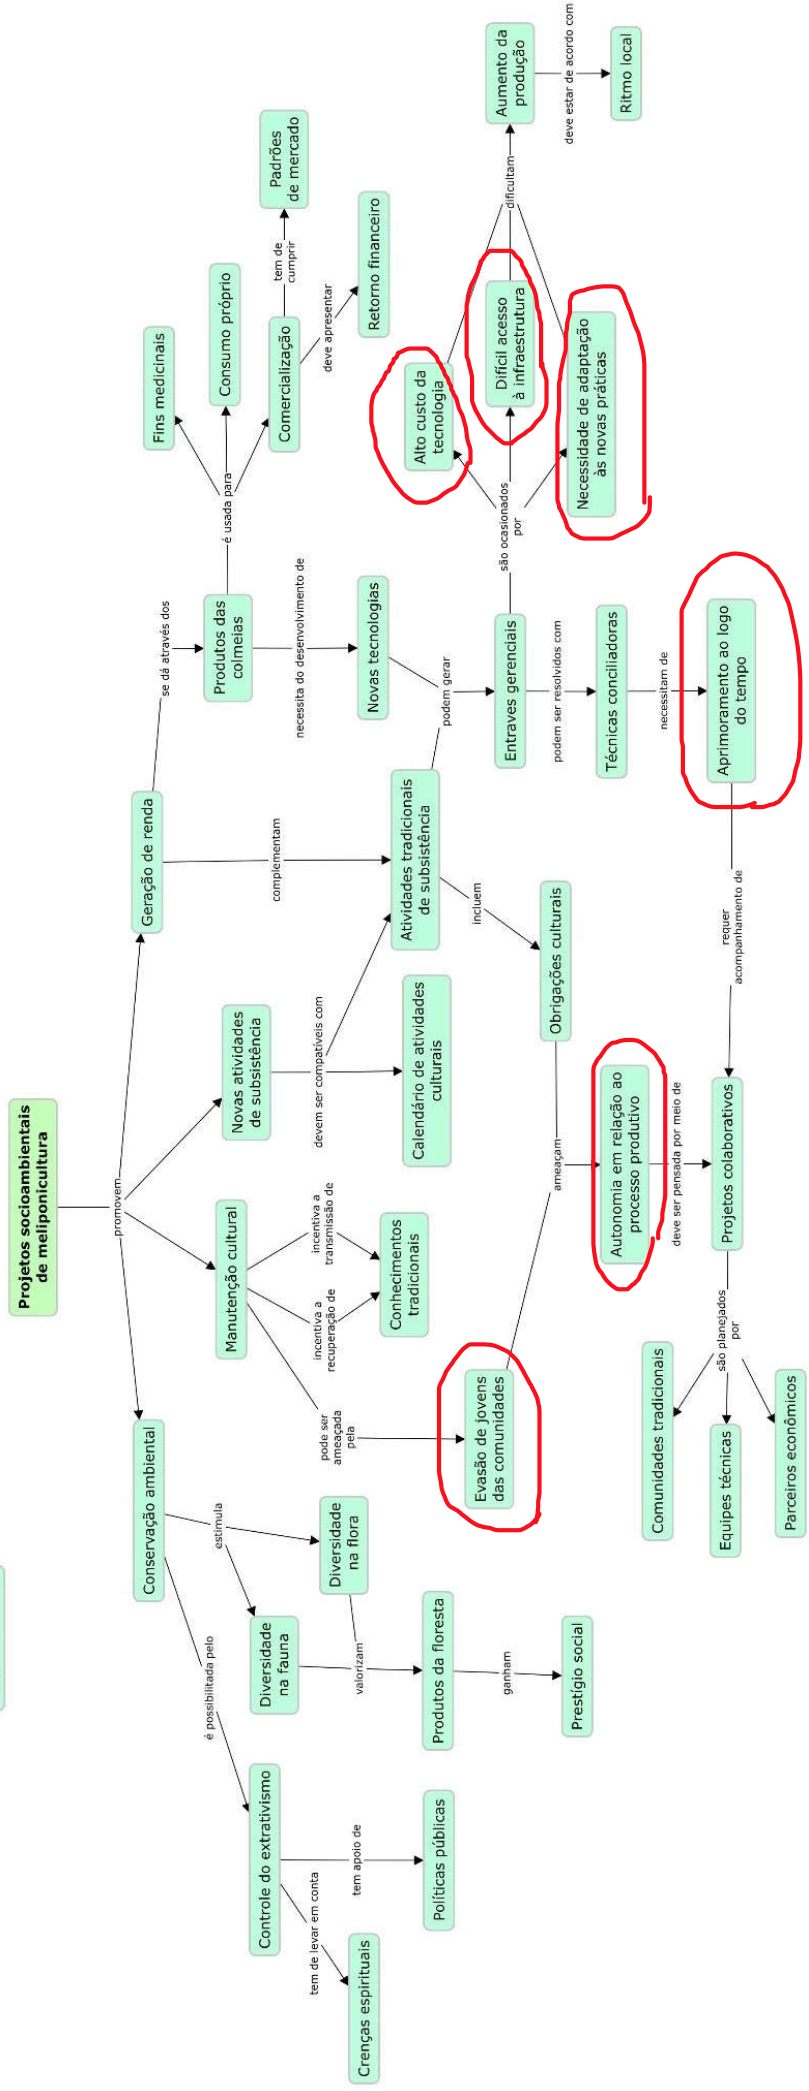 Projetos socioambientais
de meliponicultura
promovem
Conservação ambiental
Manutenção cultural
Novas atividades
de subsistência
Geração de renda
é possibilitada pelo
estimula
Controle do extrativismo
tem de levar em conta
tem apoio de
Crenças espirituais
Políticas públicas
Diversidade
na fauna
Diversidade
na flora
valorizam
Produtos da floresta
ganham
Prestígio social
pode ser
ameaçada
pela
incentiva a
recuperação de
incentiva a
transmissão de
Conhecimentos
tradicionais
Evasão de jovens
das comunidades
devem ser compatíveis com
Calendário de atividades
culturais
complementam
Atividades tradicionais
de subsistência
incluem
Obrigações culturais
ameaçam
Autonomia em relação ao
processo produtivo
deve ser pensada por meio de
Projetos colaborativos
são planejados
por
Comunidades tradicionais
Equipes técnicas
Parceiros econômicos
se dá através dos
Produtos das
colmeias
é usada para
Fins medicinais
Consumo próprio
Comercialização
tem de
cumprir
Padrões
de mercado
deve apresentar
Retorno financeiro
necessita do desenvolvimento de
Novas tecnologias
podem gerar
Entraves gerenciais
são ocasionados
por
Alto custo da
tecnologia
Difícil acesso
à infraestrutura
Necessidade de adaptação
às novas práticas
dificultam
Aumento da
produção
deve estar de acordo com
Ritmo local
podem ser resolvidos com
Técnicas conciliadoras
necessitam de
Aprimoramento ao logo
do tempo
requer
acompanhamento de